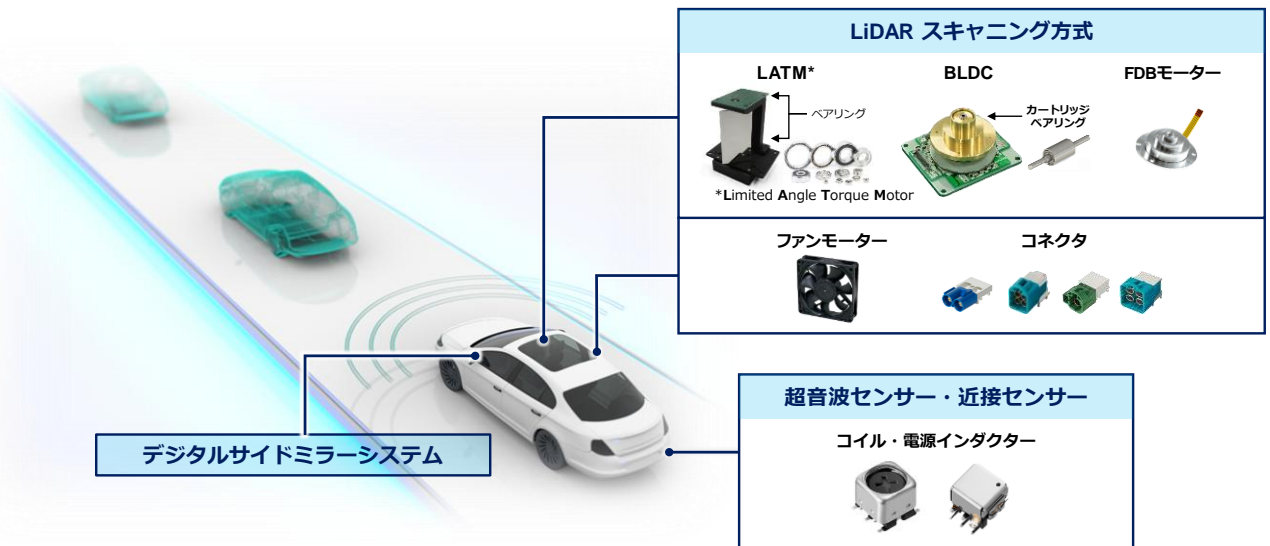 LiDAR スキャニング方式
LATM*
BLDC
FDBモーター
ベアリング
カートリッジ
ベアリング
*Limited Angle Torque Motor
ファンモーター
コネクタ
デジタルサイドミラーシステム
超音波センサー・近接センサー
コイル・電源インダクター